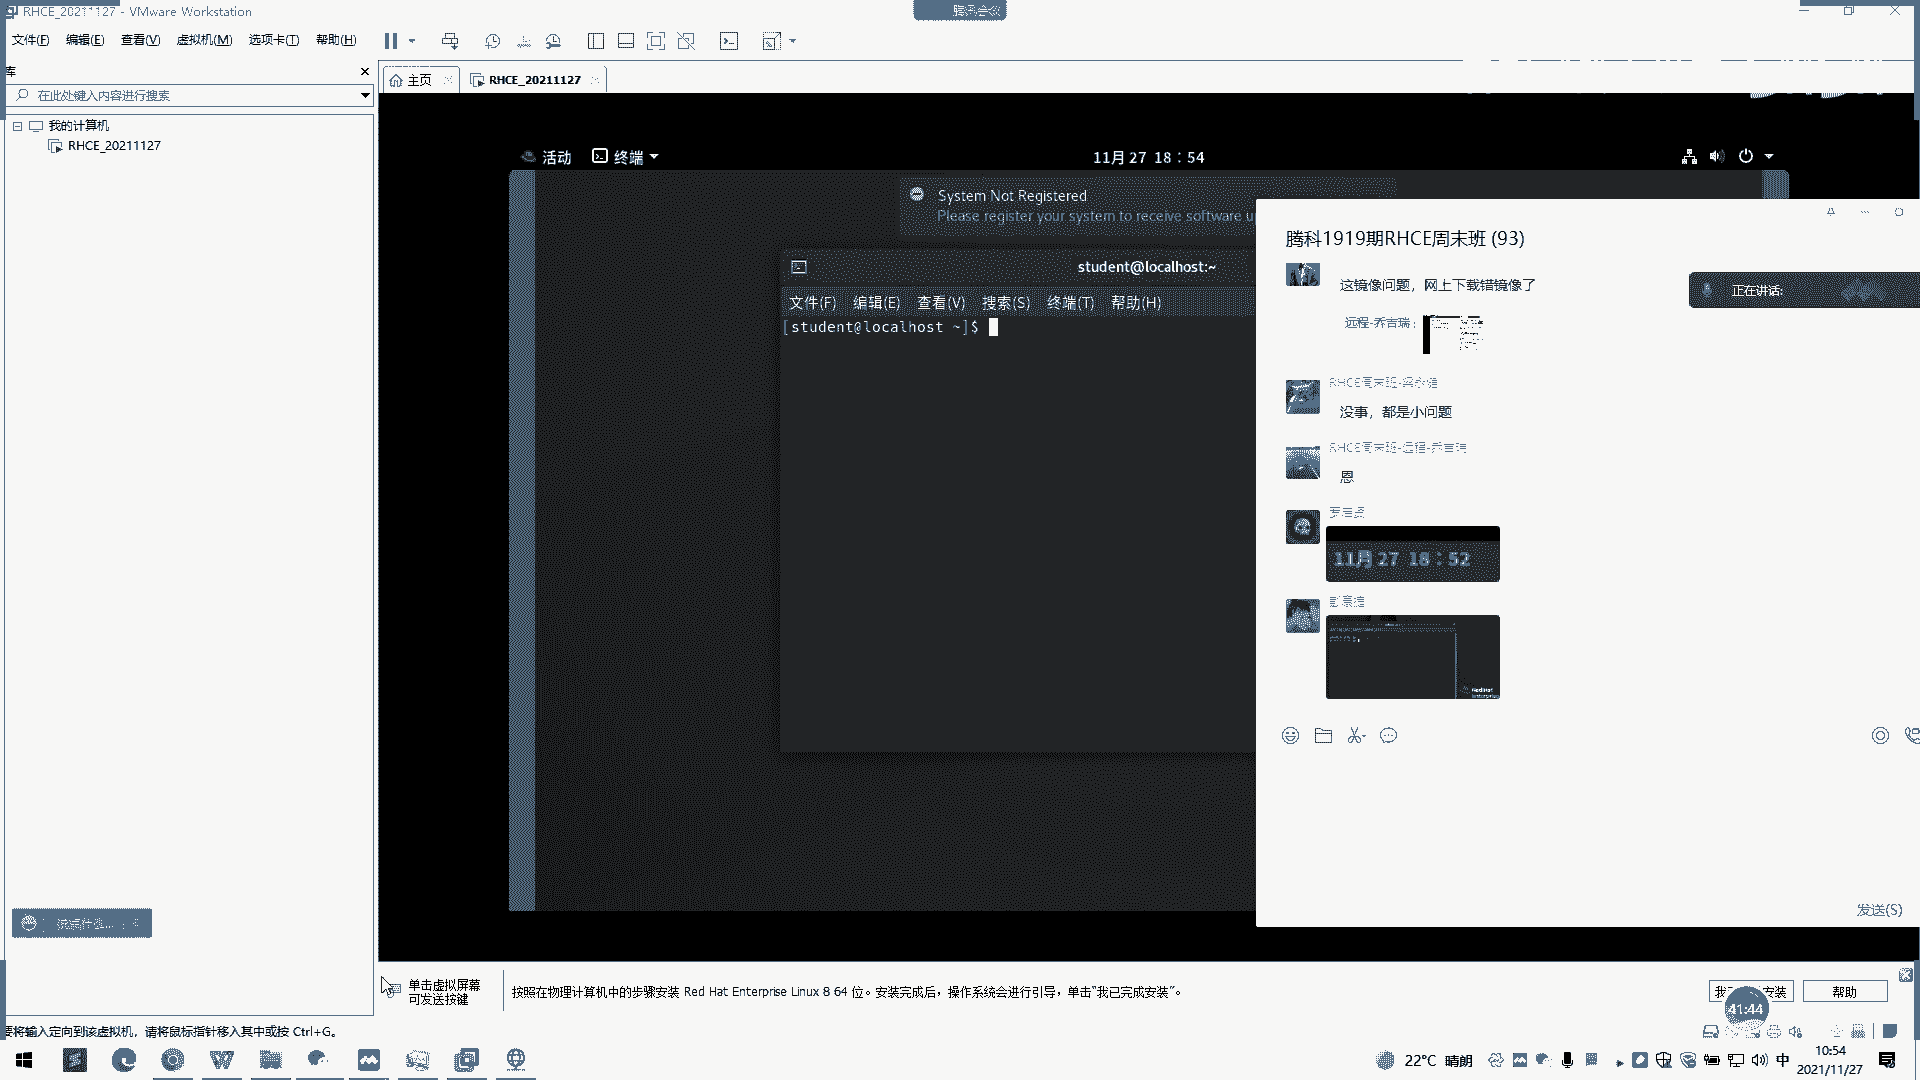 RHCE_20211127 - VMware Workstation
腾讯会议
文件(F) 编辑(E) 查看(V) 虚拟机(M) 选项卡(T) 帮助(H)
库
在此处键入内容进行搜索
我的计算机
RHCE_20211127
主页
RHCE_20211127
活动 终端
11月 27 18：54
System Not Registered
Please register your system to receive software u
student@localhost:~
文件(F) 编辑(E) 查看(V) 搜索(S) 终端(T) 帮助(H)
[student@localhost ~]$
腾科1919期RHCE周末班 (93)
这镜像问题，网上下载错镜像了
正在讲话:
远程-乔吉瑞：
没事，都是小问题
RHCE周末班-远程-乔吉瑞
恩
11月 27 18：52
发送(S)
单击虚拟屏幕
可发送按键
按照在物理计算机中的步骤安装 Red Hat Enterprise Linux 8 64 位。安装完成后，操作系统会进行引导，单击“我已完成安装”。
安装
帮助
41:44
要将输入定向到该虚拟机，请将鼠标指针移入其中或按 Ctrl+G。
22°C 晴朗
中
10:54
2021/11/27